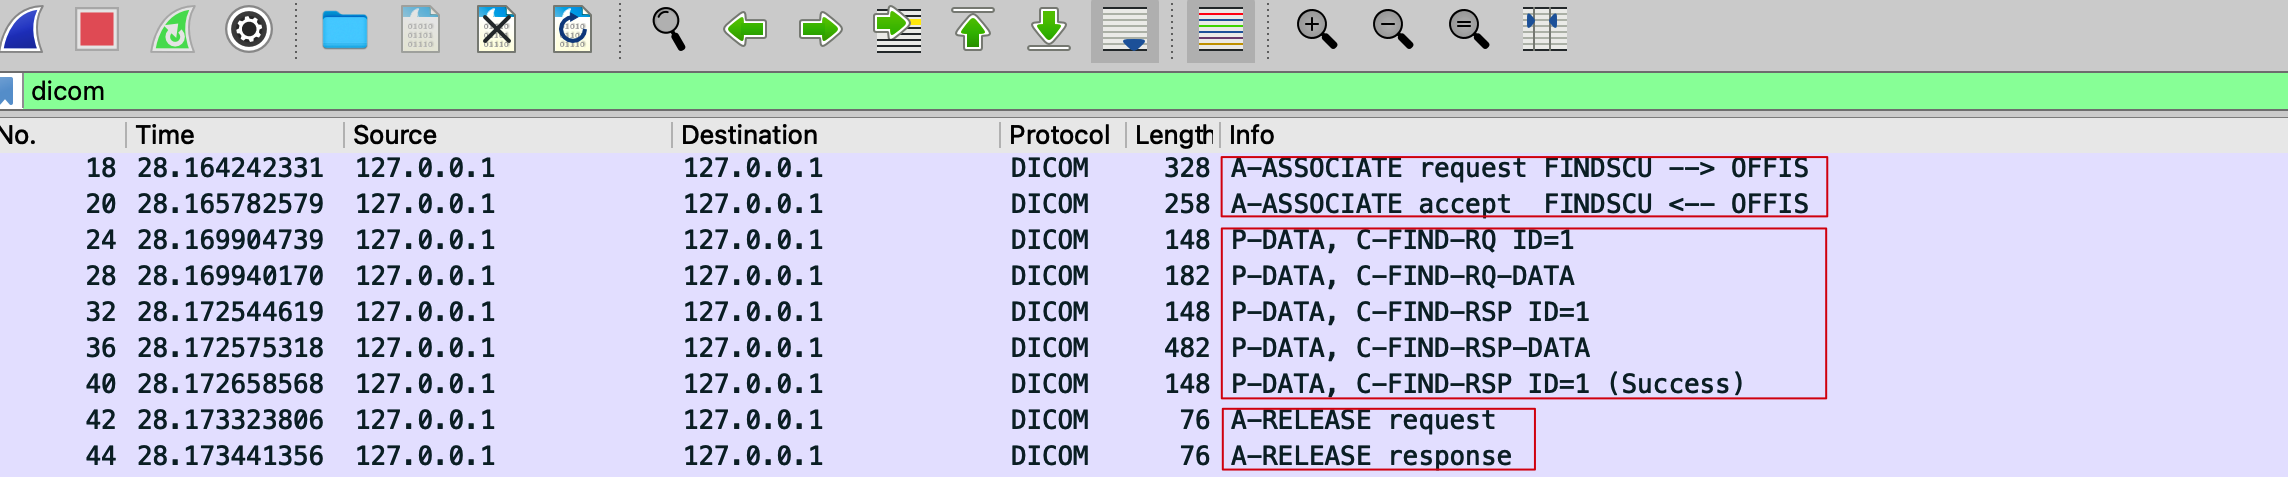 dicom
No. Time Source Destination Protocol Length Info
18 28.164242331 127.0.0.1 127.0.0.1 DICOM 328 A-ASSOCIATE request FINDSCU --> OFFIS
20 28.165782579 127.0.0.1 127.0.0.1 DICOM 258 A-ASSOCIATE accept  FINDSCU <-- OFFIS
24 28.169904739 127.0.0.1 127.0.0.1 DICOM 148 P-DATA, C-FIND-RQ ID=1
28 28.169940170 127.0.0.1 127.0.0.1 DICOM 182 P-DATA, C-FIND-RQ-DATA
32 28.172544619 127.0.0.1 127.0.0.1 DICOM 148 P-DATA, C-FIND-RSP ID=1
36 28.172575318 127.0.0.1 127.0.0.1 DICOM 482 P-DATA, C-FIND-RSP-DATA
40 28.172658568 127.0.0.1 127.0.0.1 DICOM 148 P-DATA, C-FIND-RSP ID=1 (Success)
42 28.173323806 127.0.0.1 127.0.0.1 DICOM 76 A-RELEASE request
44 28.173441356 127.0.0.1 127.0.0.1 DICOM 76 A-RELEASE response